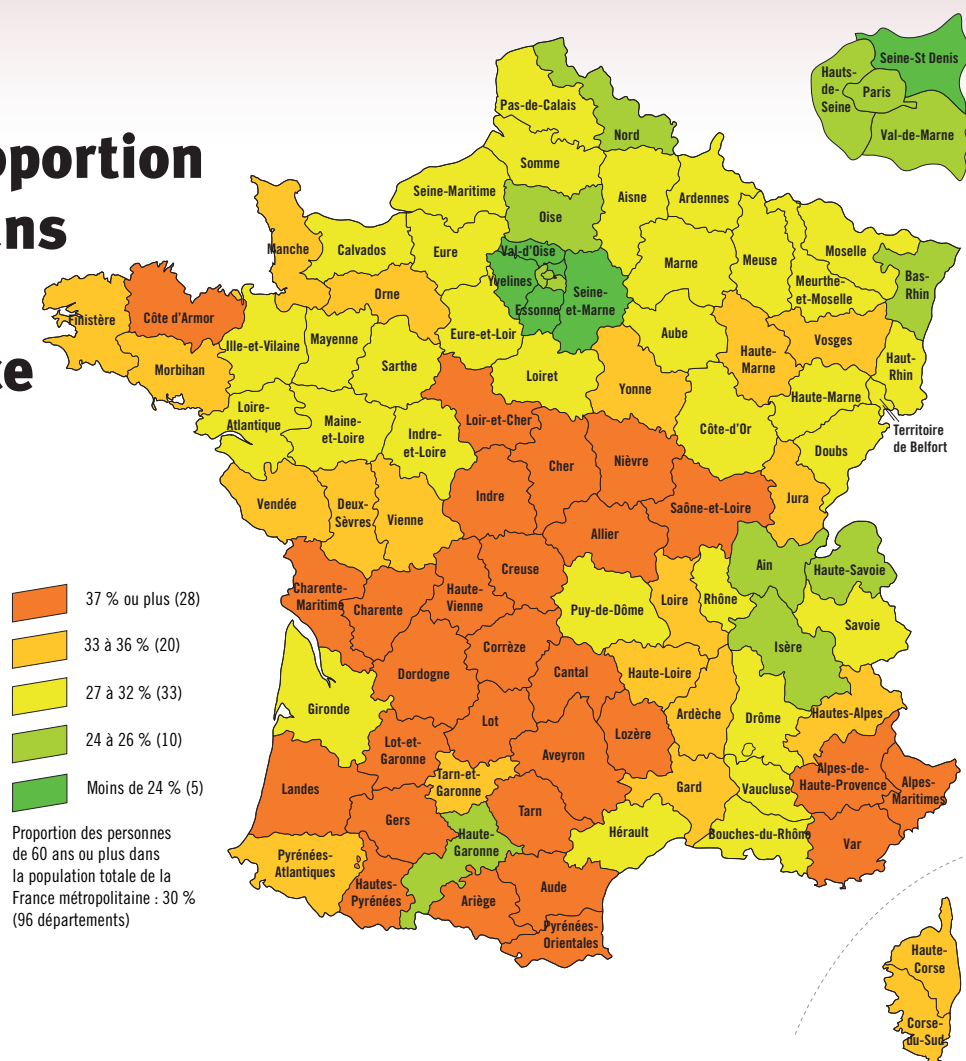 oportion
ans
ce
Seine-St Denis
Hauts-
de-
Seine
Paris
Val-de-Marne
Pas-de-Calais
Nord
Somme
Seine-Maritime
Aisne
Ardennes
Oise
Manche
Calvados
Eure
Val-d'Oise
Marne
Meuse
Moselle
Meurthe-
et-Moselle
Bas-
Rhin
Yvelines
Seine-
et-Marne
Essonne
Orne
Finistère
Côte d'Armor
Ille-et-Vilaine
Mayenne
Eure-et-Loir
Aube
Haute-
Marne
Vosges
Haut-
Rhin
Morbihan
Sarthe
Loiret
Yonne
Haute-Marne
Territoire
de Belfort
Loire-
Atlantique
Maine-
et-Loire
Indre-
et-Loire
Loir-et-Cher
Côte-d'Or
Doubs
Cher
Nièvre
Vendée
Deux-
Sèvres
Vienne
Indre
Saône-et-Loire
Jura
Allier
Charente-
Maritime
Charente
Haute-
Vienne
Creuse
Puy-de-Dôme
Loire
Rhône
Ain
Haute-Savoie
Savoie
Isère
Dordogne
Corrèze
Cantal
Haute-Loire
Ardèche
Drôme
Hautes-Alpes
Gironde
Lot-et-
Garonne
Lot
Aveyron
Lozère
Alpes-de-
Haute-Provence
Alpes-
Maritimes
Landes
Tarn-et-
Garonne
Tarn
Gard
Vaucluse
Gers
Haute-
Garonne
Hérault
Bouches-du-Rhône
Var
Pyrénées-
Atlantiques
Hautes-
Pyrénées
Ariège
Aude
Pyrénées-
Orientales
Haute-
Corse
Corse-
du-Sud
37 % ou plus (28)
33 à 36 % (20)
27 à 32 % (33)
24 à 26 % (10)
Moins de 24 % (5)
Proportion des personnes
de 60 ans ou plus dans
la population totale de la
France métropolitaine : 30 %
(96 départements)